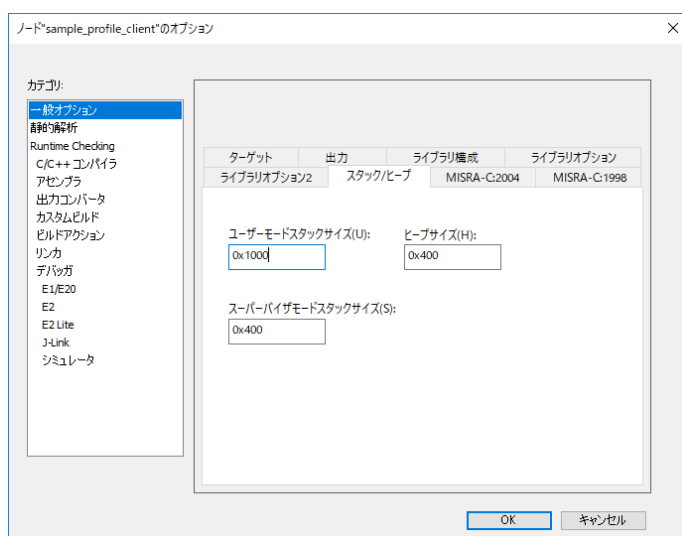 ノード"sample_profile_client"のオプション
カテゴリ:
一般オプション
静的解析
Runtime Checking
C/C++ コンパイラ
アセンブラ
出力コンバータ
カスタムビルド
ビルドアクション
リンカ
デバッガ
E1/E20
E2
E2 Lite
J-Link
シミュレータ
ターゲット 出力 ライブラリ構成 ライブラリオプション
ライブラリオプション2 スタック/ヒープ MISRA-C:2004 MISRA-C:1998
ユーザーモードスタックサイズ(U): ヒープサイズ(H):
0x1000 0x400
スーパーバイザモードスタックサイズ(S):
0x400
OK キャンセル